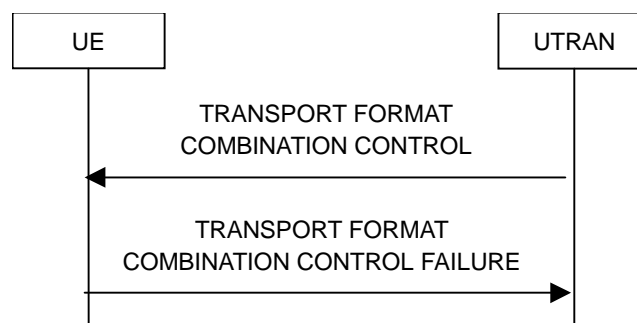 UE
UTRAN
TRANSPORT FORMAT
COMBINATION CONTROL
TRANSPORT FORMAT
COMBINATION CONTROL FAILURE